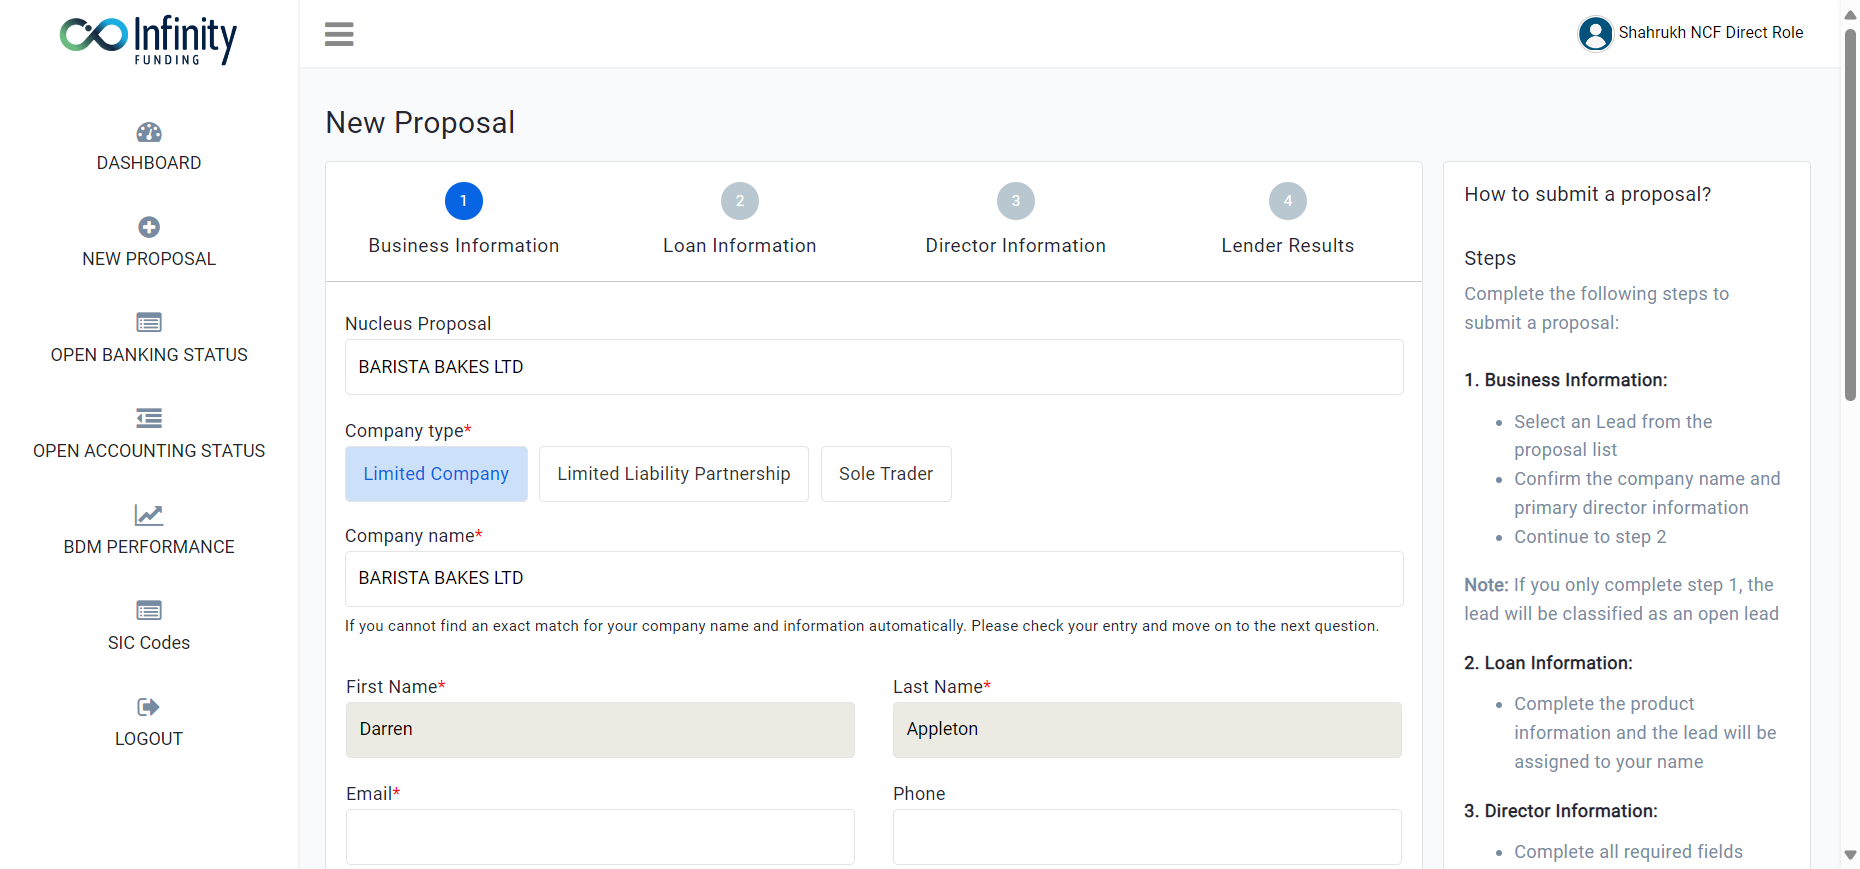 Infinity
FUNDING
Shahrukh NCF Direct Role
DASHBOARD
NEW PROPOSAL
OPEN BANKING STATUS
OPEN ACCOUNTING STATUS
BDM PERFORMANCE
SIC Codes
LOGOUT
New Proposal
1
2
3
4
Business Information
Loan Information
Director Information
Lender Results
Nucleus Proposal
BARISTA BAKES LTD
Company type*
Limited Company
Limited Liability Partnership
Sole Trader
Company name*
BARISTA BAKES LTD
If you cannot find an exact match for your company name and information automatically. Please check your entry and move on to the next question.
First Name*
Last Name*
Darren
Appleton
Email*
Phone
How to submit a proposal?
Steps
Complete the following steps to
submit a proposal:
1. Business Information:
• Select an Lead from the
proposal list
• Confirm the company name and
primary director information
• Continue to step 2
Note: If you only complete step 1, the
lead will be classified as an open lead
2. Loan Information:
• Complete the product
information and the lead will be
assigned to your name
3. Director Information:
• Complete all required fields